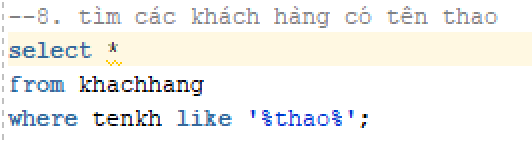 --8. tìm các khách hàng có tên thao
select *
from khachhang
where tenkh like '%thao%';